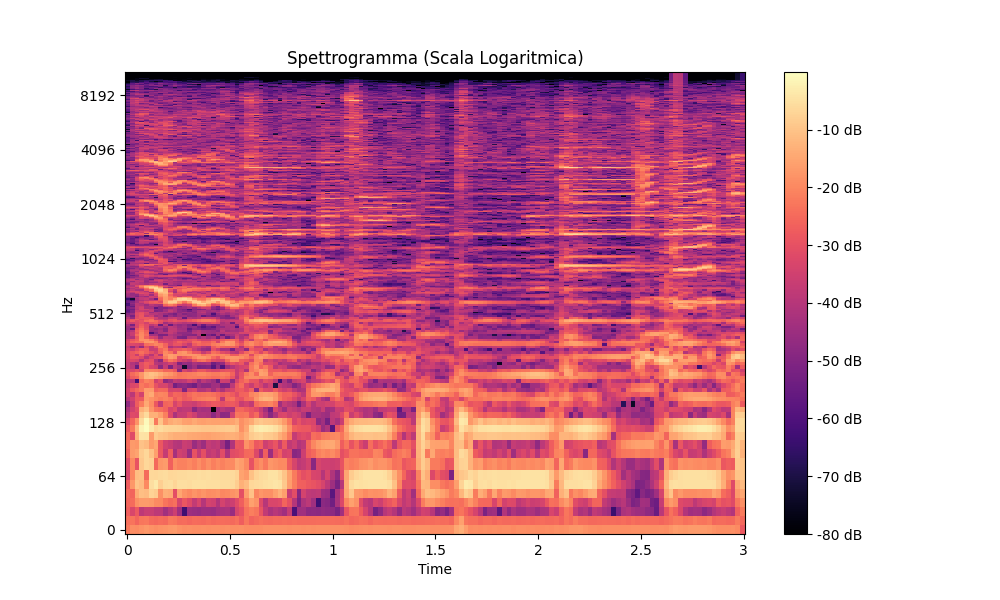 Spettrogramma (Scala Logaritmica)
8192
4096
2048
1024
512
256
128
64
0
Hz
0
0.5
1
1.5
2
2.5
3
Time
-10 dB
-20 dB
-30 dB
-40 dB
-50 dB
-60 dB
-70 dB
-80 dB